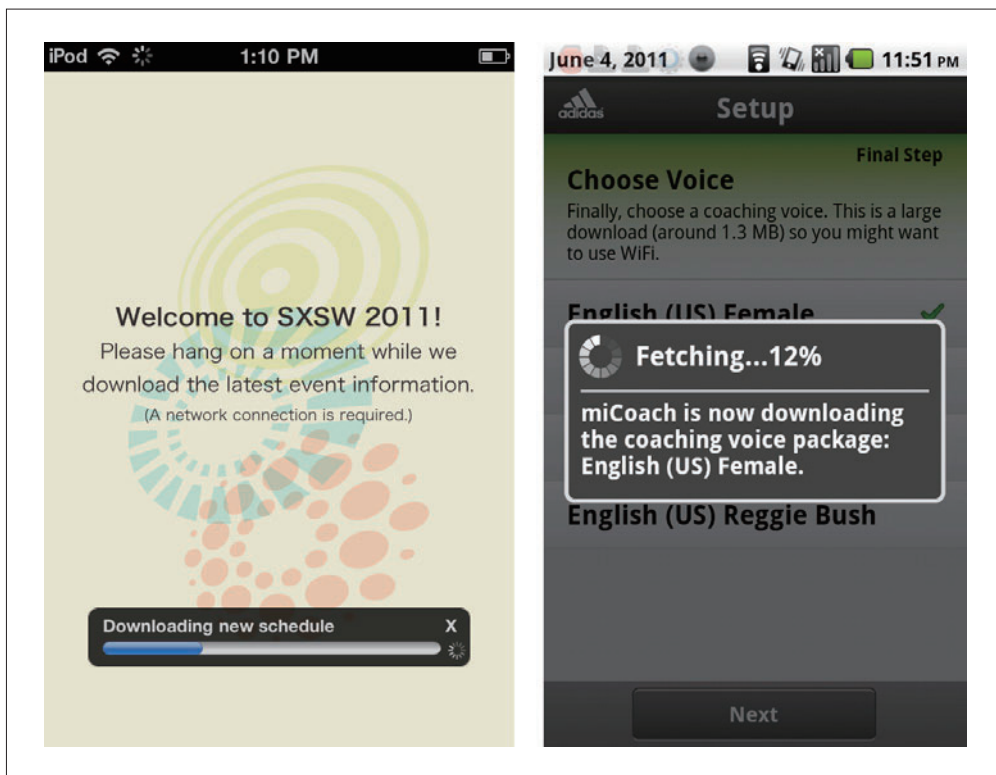 iPod 1:10 PM
Welcome to SXSW 2011!
Please hang on a moment while we
download the latest event information.
(A network connection is required.)
Downloading new schedule X
June 4, 2011 11:51 PM
adidas Setup
Final Step
Choose Voice
Finally, choose a coaching voice. This is a large
download (around 1.3 MB) so you might want
to use WiFi.
English (US) Female
Fetching...12%
miCoach is now downloading
the coaching voice package:
English (US) Female.
English (US) Reggie Bush
Next